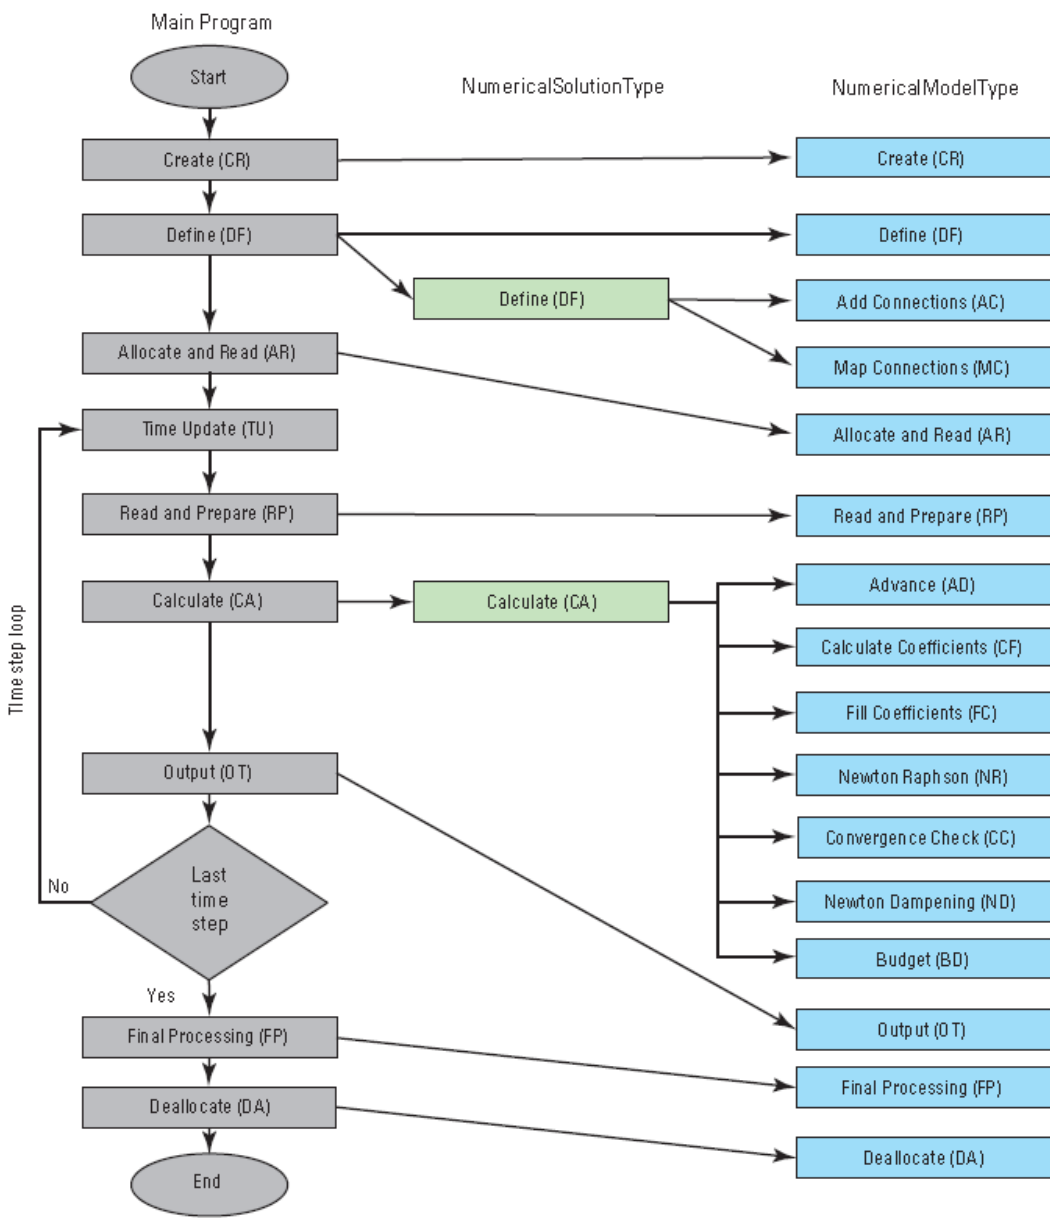 Main Program
Start
NumericalSolutionType
NumericalModelType
Create (CR)
Create (CR)
Define (DF)
Define (DF)
Define (DF)
Add Connections (AC)
Allocate and Read (AR)
Map Connections (MC)
Time Update (TU)
Allocate and Read (AR)
Read and Prepare (RP)
Read and Prepare (RP)
Calculate (CA)
Calculate (CA)
Advance (AD)
Calculate Coefficients (CF)
Time step loop
Fill Coefficients (FC)
Output (OT)
Newton Raphson (NR)
Convergence Check (CC)
Last
time
step
No
Newton Dampening (ND)
Budget (BD)
Yes
Final Processing (FP)
Output (OT)
Deallocate (DA)
Final Processing (FP)
End
Deallocate (DA)